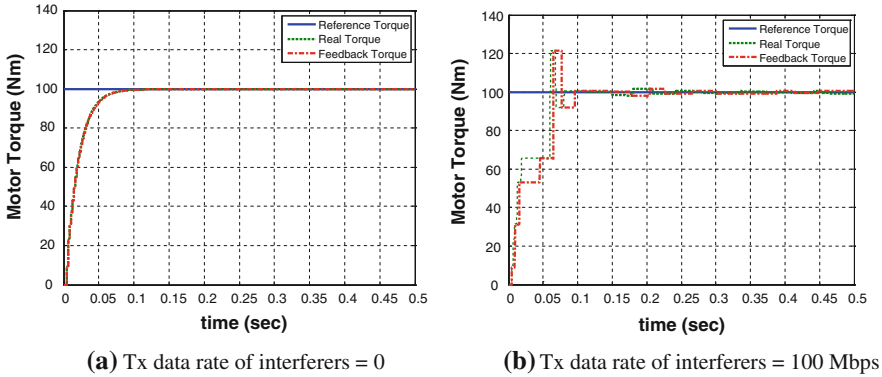 140
120
100
80
60
40
20
0
Motor Torque (Nm)
Reference Torque
Real Torque
Feedback Torque
0 0.05 0.1 0.15 0.2 0.25 0.3 0.35 0.4 0.45 0.5
time (sec)
(a) Tx data rate of interferers = 0
140
120
100
80
60
40
20
0
Motor Torque (Nm)
Reference Torque
Real Torque
Feedback Torque
0 0.05 0.1 0.15 0.2 0.25 0.3 0.35 0.4 0.45 0.5
time (sec)
(b) Tx data rate of interferers = 100 Mbps